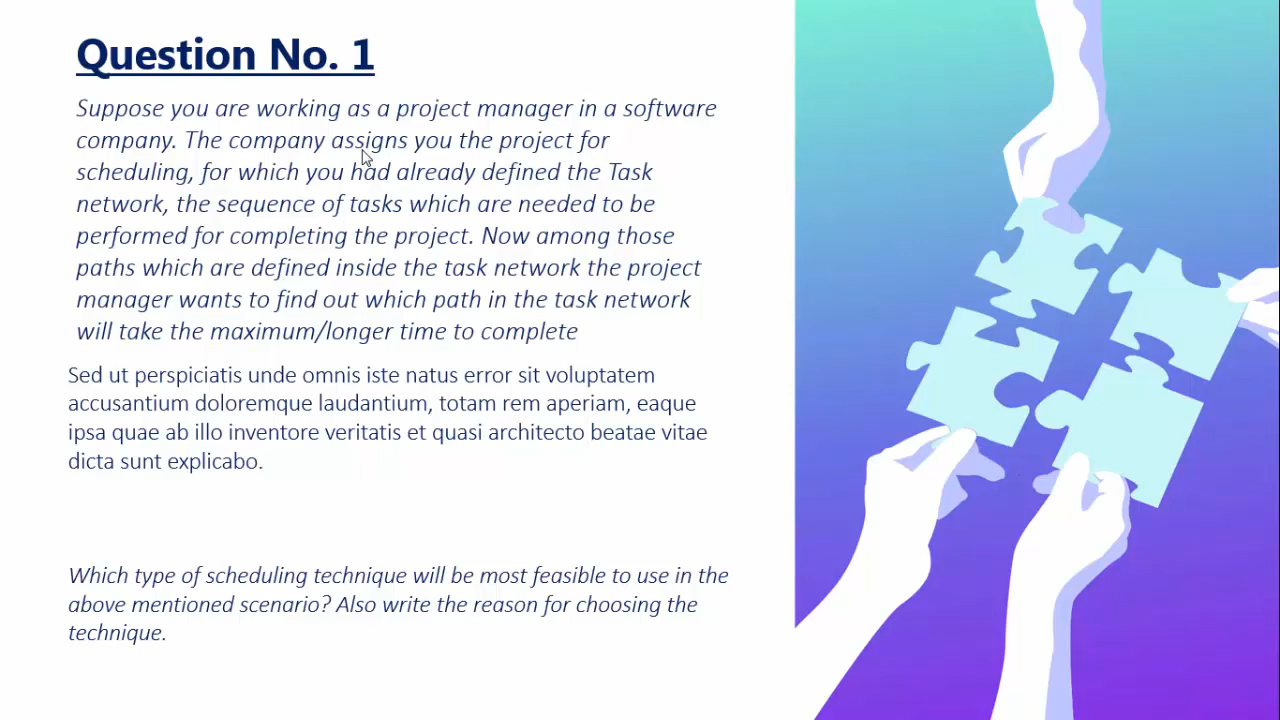 Question No. 1
Suppose you are working as a project manager in a software
company. The company assigns you the project for
scheduling, for which you had already defined the Task
network, the sequence of tasks which are needed to be
performed for completing the project. Now among those
paths which are defined inside the task network the project
manager wants to find out which path in the task network
will take the maximum/longer time to complete
Sed ut perspiciatis unde omnis iste natus error sit voluptatem
accusantium doloremque laudantium, totam rem aperiam, eaque
ipsa quae ab illo inventore veritatis et quasi architecto beatae vitae
dicta sunt explicabo.
Which type of scheduling technique will be most feasible to use in the
above mentioned scenario? Also write the reason for choosing the
technique.